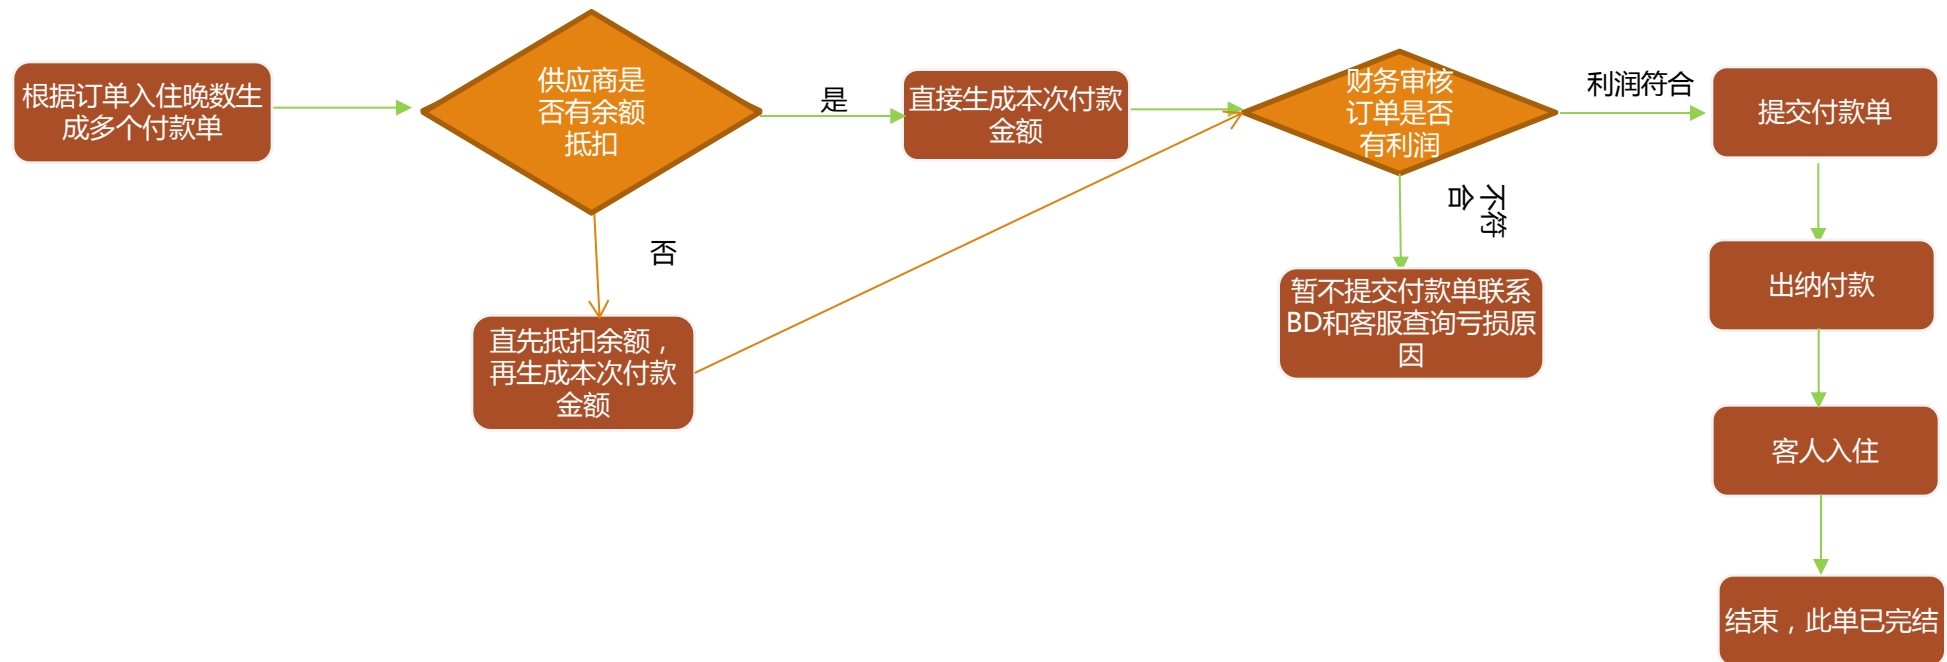 根据订单入住晚数生
成多个付款单
供应商是
否有余额
抵扣
是
直接生成本次付款
金额
财务审核
订单是否
有利润
利润符合
提交付款单
不符
合
否
直先抵扣余额，
再生成本次付款
金额
暂不提交付款单联系
BD和客服查询亏损原
因
出纳付款
客人入住
结束，此单已完结